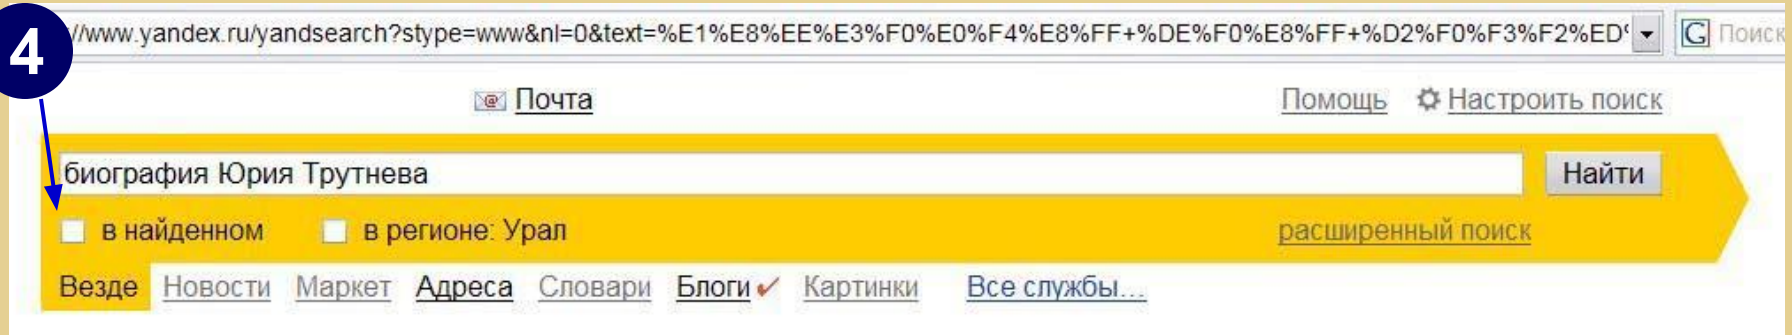 4
//www.yandex.ru/yandsearch?stype=www&nl=0&text=%E1%E8%EE%E3%F0%E0%F4%E8%FF+%DE%F0%E8%FF+%D2%F0%F3%F2%ED% G Поиск
Почта Помощь Настроить поиск
биография Юрия Трутнева Найти
в найденном в регионе: Урал расширенный поиск
Везде Новости Маркет Адреса Словари Блоги Картинки Все службы...